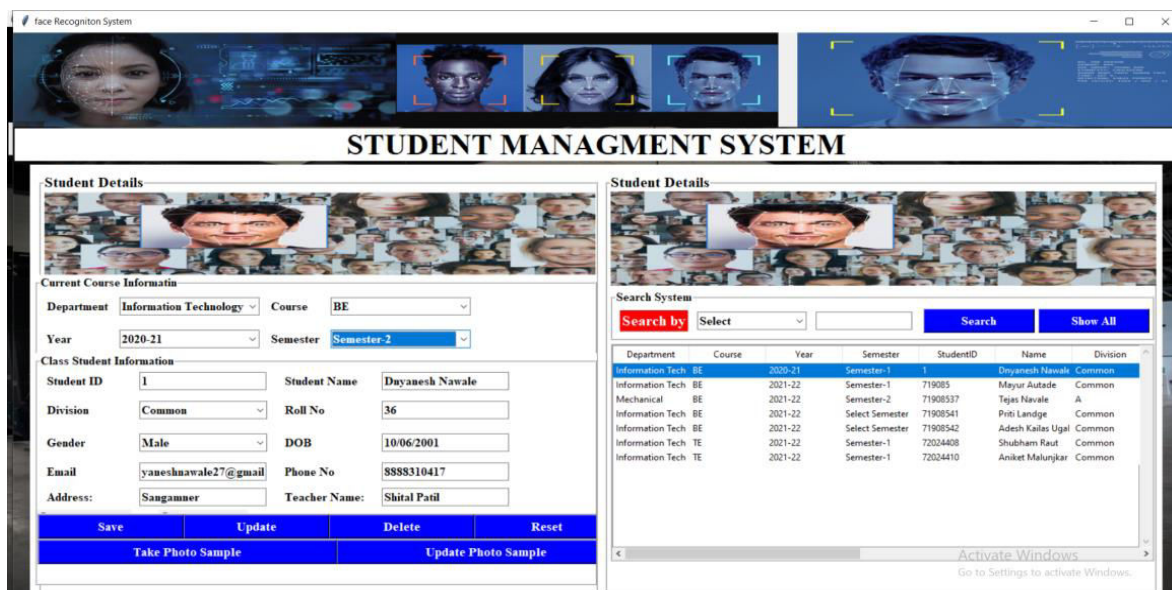 face Recogniton System
STUDENT MANAGMENT SYSTEM
Student Details
Current Course Informatin
Department Information Technology Course BE
Year 2020-21 Semester Semester-2
Class Student Information
Student ID 1 Student Name Dnyanesh Nawale
Division Common Roll No 36
Gender Male DOB 10/06/2001
Email yaneshnawale27@gmail Phone No 8888310417
Address: Sangamner Teacher Name: Shital Patil
Save Update Delete Reset
Take Photo Sample Update Photo Sample
Student Details
Search System
Search by Select Search Show All
Department Course Year Semester StudentID Name Division
Information Tech BE 2020-21 Semester-1 1 Dnyanesh Nawale Common
Information Tech BE 2021-22 Semester-1 719085 Mayur Autade Common
Mechanical BE 2021-22 Semester-2 71908537 Tejas Navale A
Information Tech BE 2021-22 Select Semester 71908541 Priti Landge Common
Information Tech BE 2021-22 Select Semester 71908542 Adesh Kailas Ugal Common
Information Tech TE 2021-22 Semester-1 72024408 Shubham Raut Common
Information Tech TE 2021-22 Semester-1 72024410 Aniket Malunjkar Common
Activate Windows
Go to Settings to activate Windows.